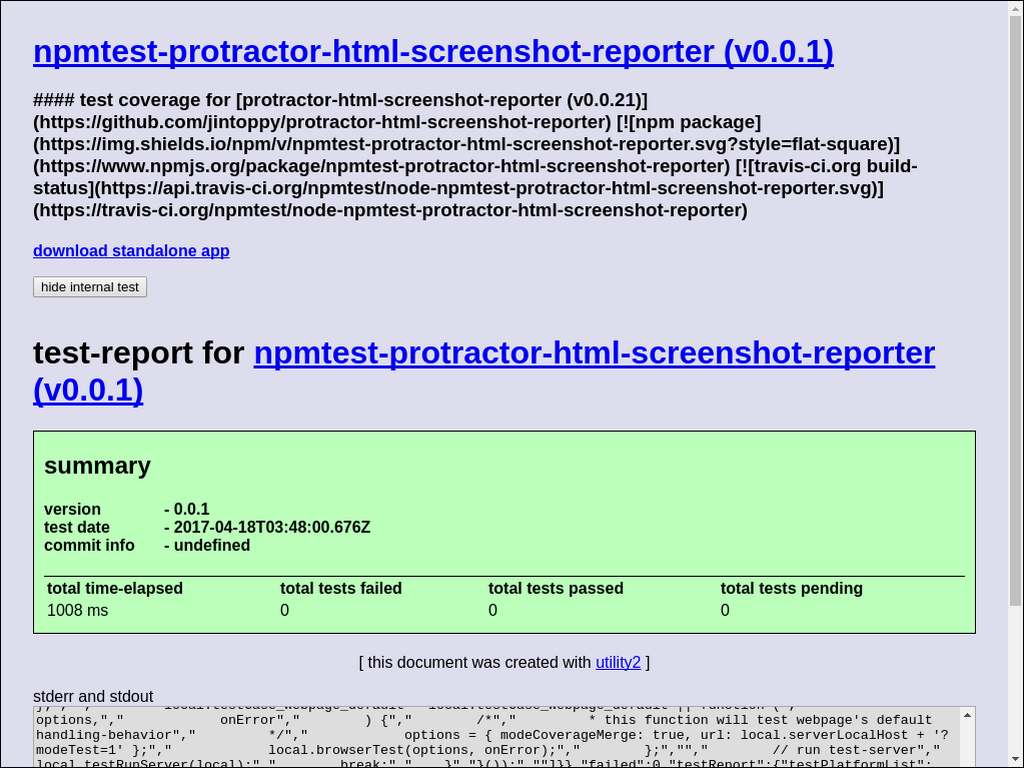 npmtest-protractor-html-screenshot-reporter (v0.0.1)
#### test coverage for [protractor-html-screenshot-reporter (v0.0.21)]
(https://github.com/jintoppy/protractor-html-screenshot-reporter) [![npm package]
(https://img.shields.io/npm/v/npmtest-protractor-html-screenshot-reporter.svg?style=flat-square)]
(https://www.npmjs.org/package/npmtest-protractor-html-screenshot-reporter) [![travis-ci.org build-
status](https://api.travis-ci.org/npmtest/node-npmtest-protractor-html-screenshot-reporter.svg)]
(https://travis-ci.org/npmtest/node-npmtest-protractor-html-screenshot-reporter)
download standalone app
hide internal test
test-report for npmtest-protractor-html-screenshot-reporter
(v0.0.1)
summary
version - 0.0.1
test date - 2017-04-18T03:48:00.676Z
commit info - undefined
total time-elapsed total tests failed total tests passed total tests pending
1008 ms 0 0 0
[ this document was created with utility2 ]
stderr and stdout
options,"," onError"," ) {"," /*"," * this function will test webpage's default
handling-behavior"," */"," options = { modeCoverageMerge: true, url: local.serverLocalHost + '?
modeTest=1' };"," local.browserTest(options, onError);"," };",""," // run test-server","
local.testRunServer(local);"," break;"," }","}());",""]}},"failed":0,"testReport":{"testPlatformList":